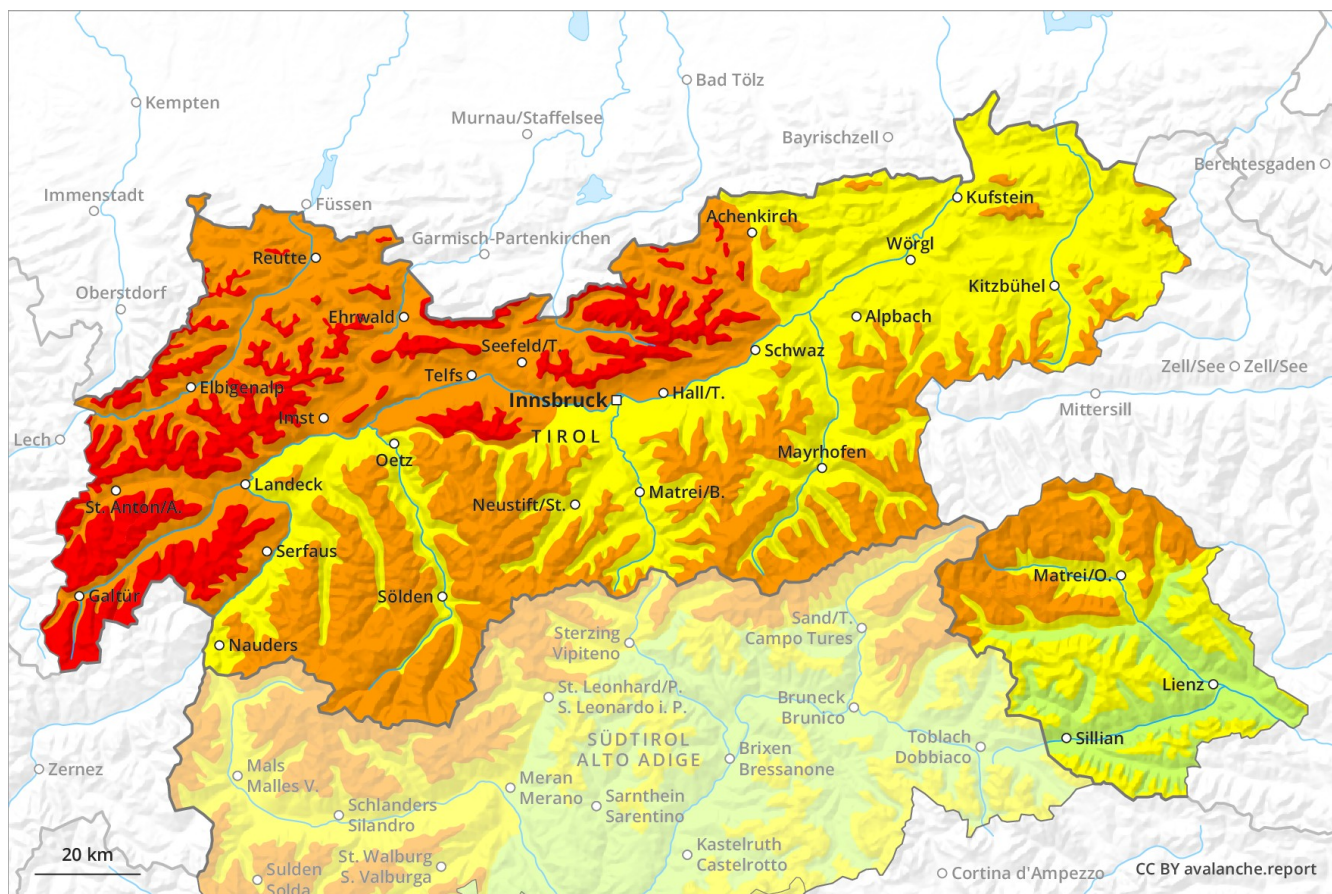 Bad Tölz
Kempten
Murnau/Staffelsee
Bayrischzell
Berchtesgaden
Immenstadt
Füssen
Kufstein
Achenkirch
Garmisch-Partenkirchen
Wörgl
Reutte
Kitzbühel
Oberstdorf
Ehrwald
Alpbach
Seefeld/T.
Schwaz
Zell/See
Zell/See
Telfs
Elbigenalp
Hall/T.
Mittersill
Innsbruck
Imst
Lech
TIROL
Oetz
Mayrhofen
Landeck
Matrei/B.
St. Anton/A.
Neustift/St.
Serfaus
Matrei/O.
Galtür
Sölden
Sand/T.
Campo Tures
Sterzing
Vipiteno
Nauders
Lienz
St. Leonhard/P.
S. Leonardo i. P.
Bruneck
Brunico
Sillian
SÜDTIROL
ALTO ADIGE
Toblach
Dobbiaco
Brixen
Bressanone
Zernez
Mals
Malles V.
Meran
Merano
Sarnthein
Sarentino
Schlanders
Silandro
Kastelruth
Castelrotto
20 km
St. Walburg
S. Valburga
Sulden
Solda
Cortina d'Ampezzo
CC BY avalanche.report